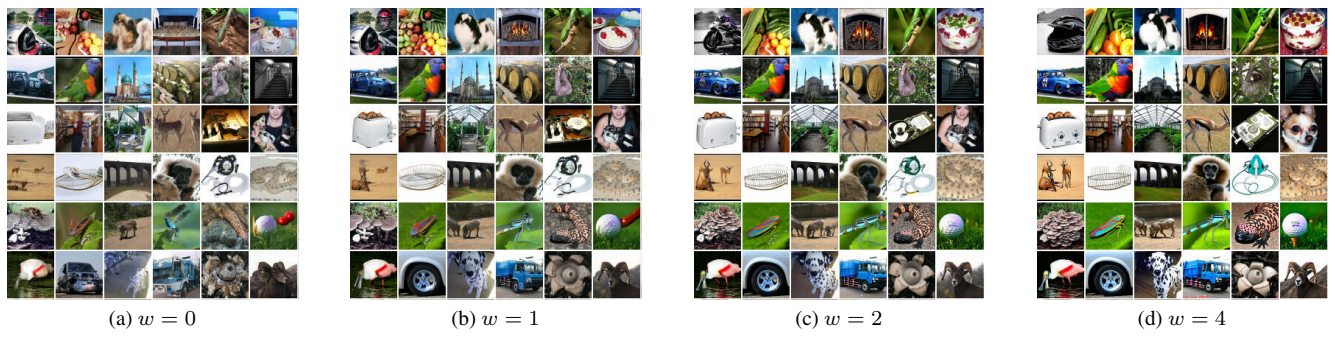 (a) w = 0
(b) w = 1
(c) w = 2
(d) w = 4